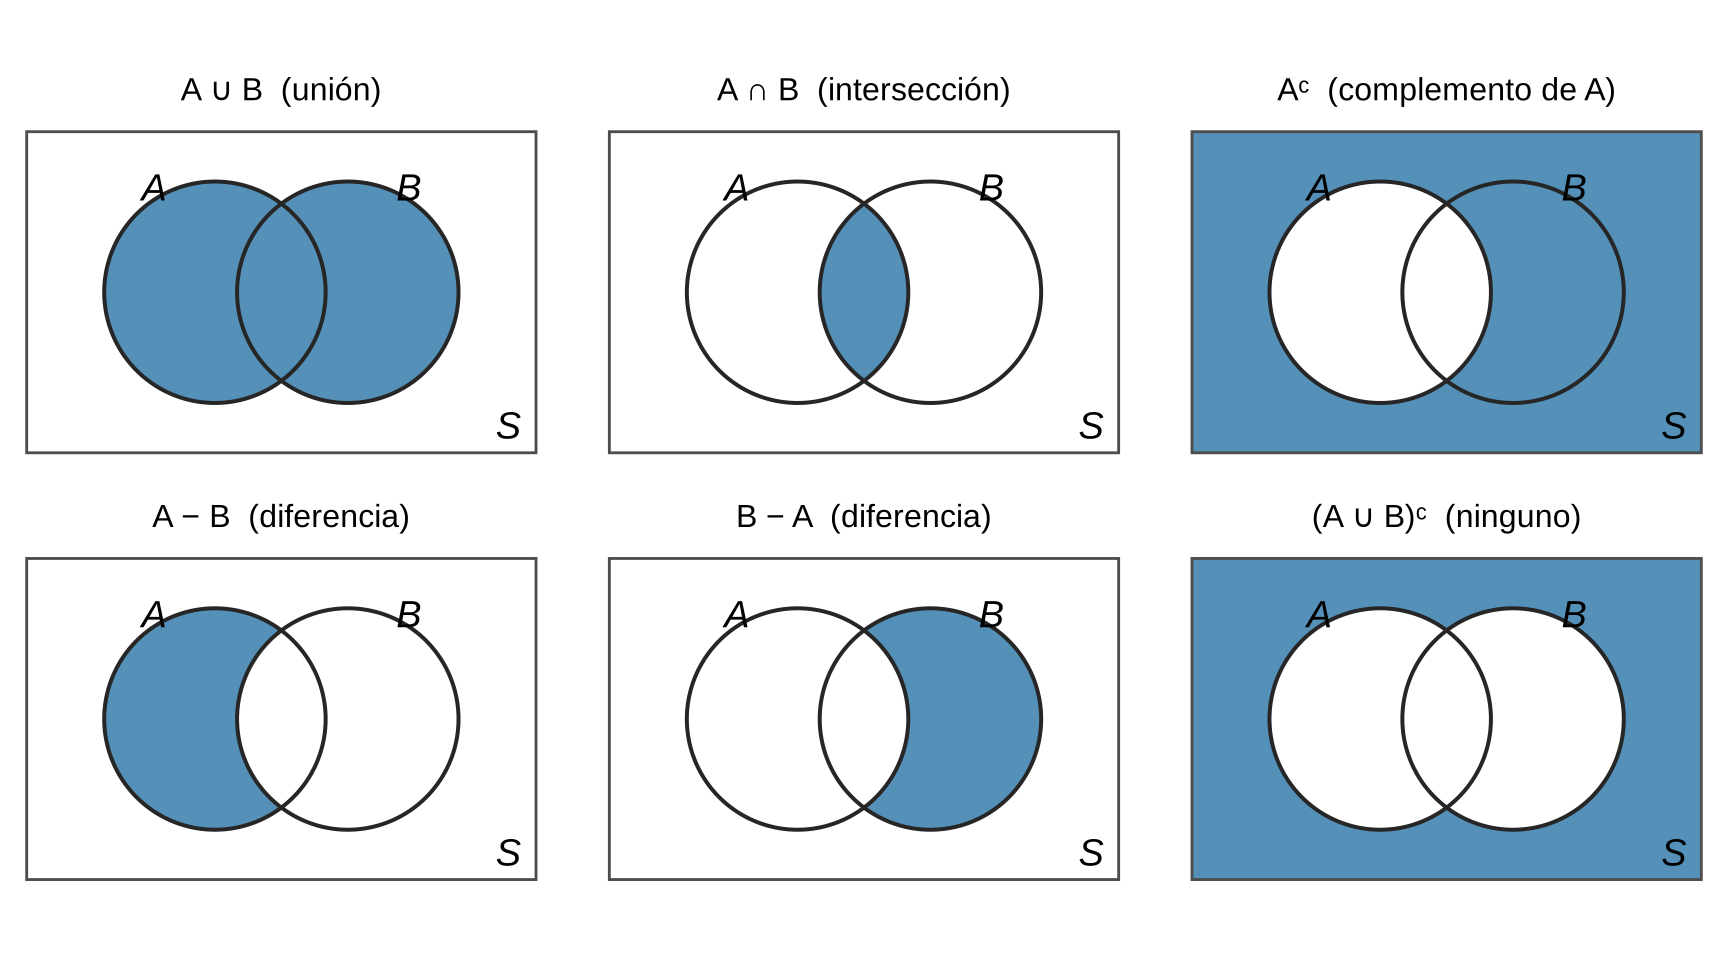 A ∪ B (unión)
A ∩ B (intersección)
Aᶜ (complemento de A)
A B
S
A B
S
A B
S
A − B (diferencia)
B − A (diferencia)
(A ∪ B)ᶜ (ninguno)
A B
S
A B
S
A B
S